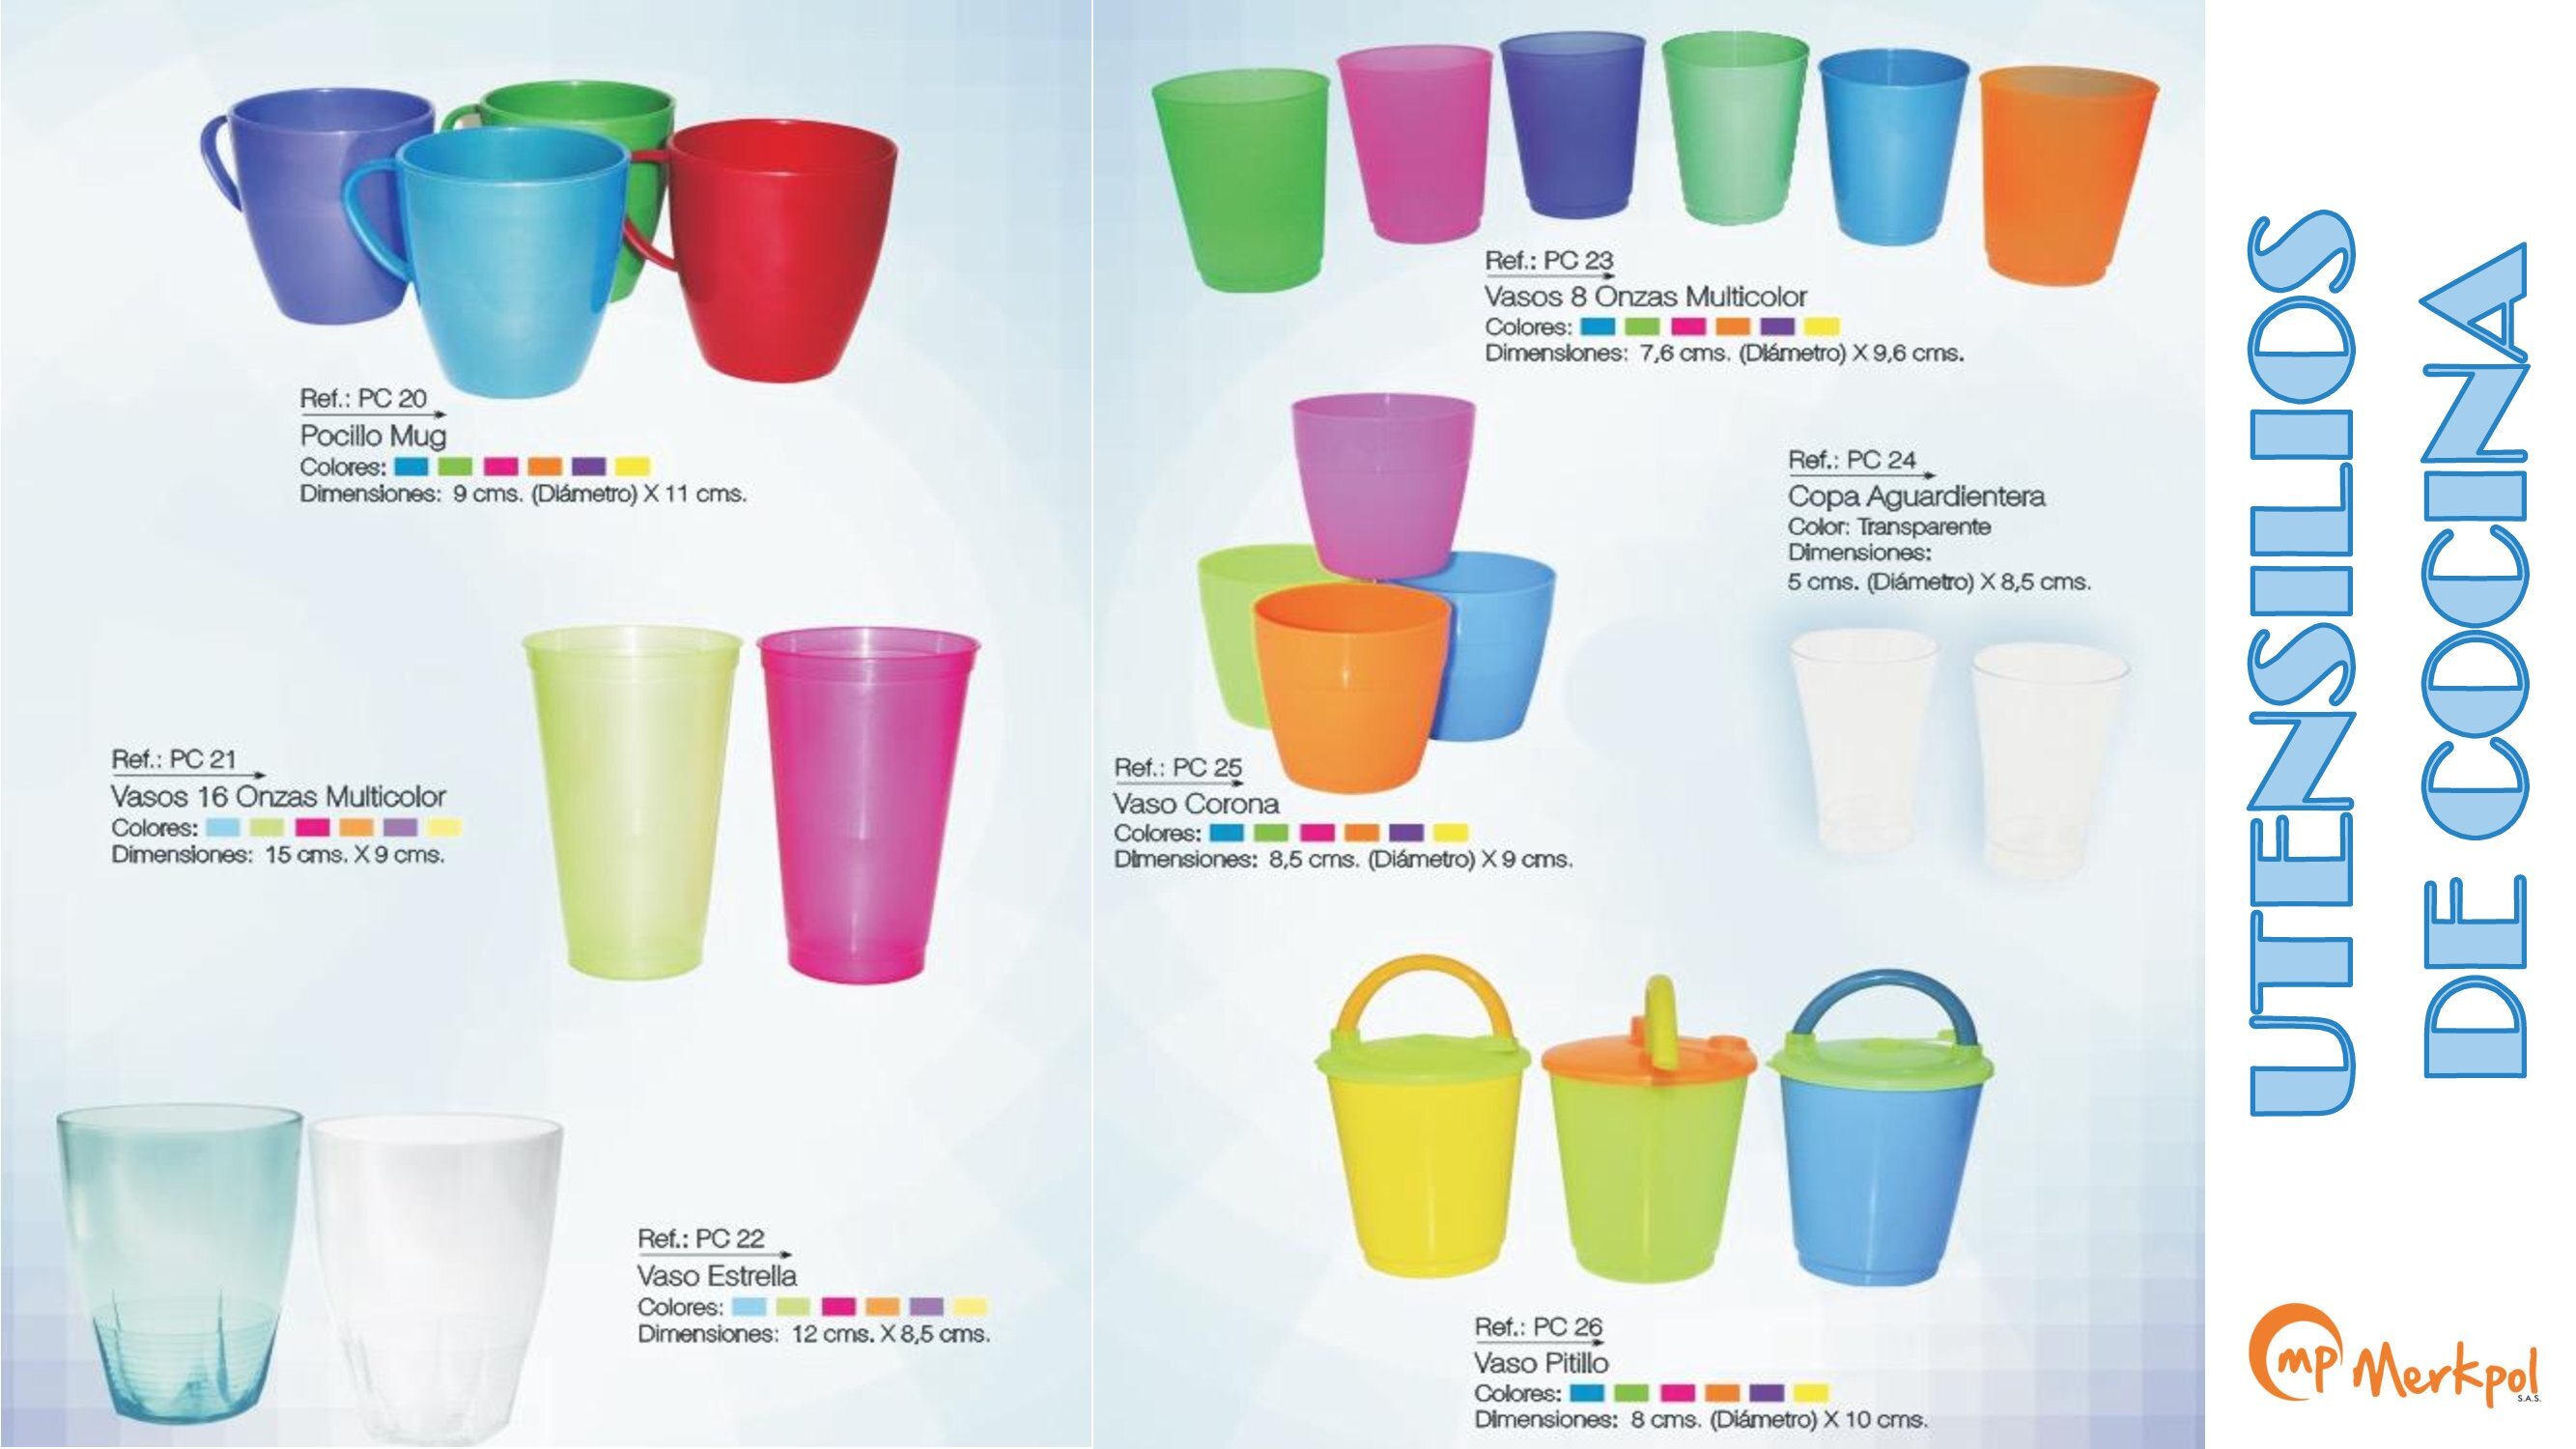 Ref.: PC 20
Pocillo Mug
Colores:
Dimensiones: 9 cms. (Diámetro) X 11 cms.
Ref.: PC 21
Vasos 16 Onzas Multicolor
Colores:
Dimensiones: 15 cms. X 9 cms.
Ref.: PC 22
Vaso Estrella
Colores:
Dimensiones: 12 cms. X 8,5 cms.
Ref.: PC 23
Vasos 8 Onzas Multicolor
Colores:
Dimensiones: 7,6 cms. (Diámetro) X 9,6 cms.
Ref.: PC 24
Copa Aguardientera
Color: Transparente
Dimensiones:
5 cms. (Diámetro) X 8,5 cms.
Ref.: PC 25
Vaso Corona
Colores:
Dimensiones: 8,5 cms. (Diámetro) X 9 cms.
Ref.: PC 26
Vaso Pitillo
Colores:
Dimensiones: 8 cms. (Diámetro) X 10 cms.
UTENSILIOS
DE COCINA
mp Merkpol
S.A.S.